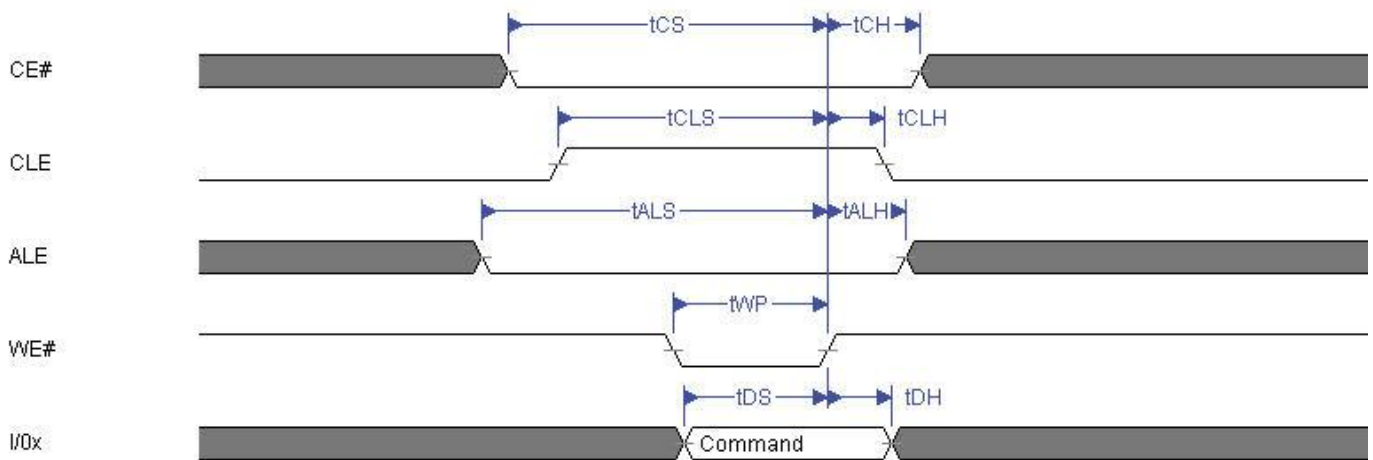 tCS tCH
CE#
tCLS tCLH
CLE
tALS tALH
ALE
tWP
WE#
tDS tDH
I/0x Command